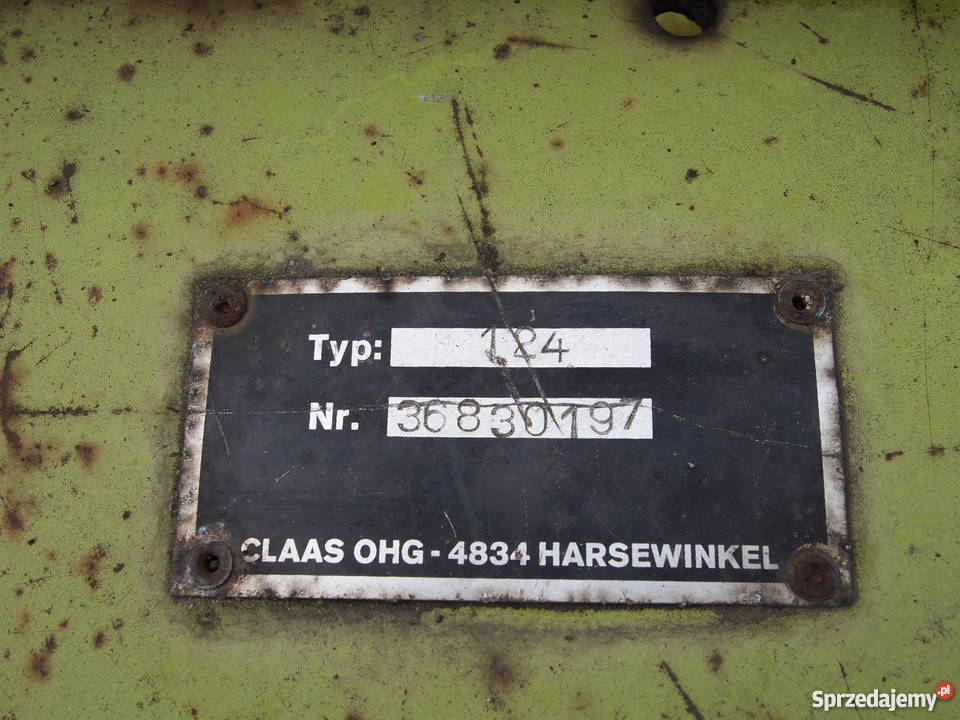 Typ: 124
Nr. 36830197
CLAAS OHG - 4834 HARSEWINKEL
Sprzedajemy.pl